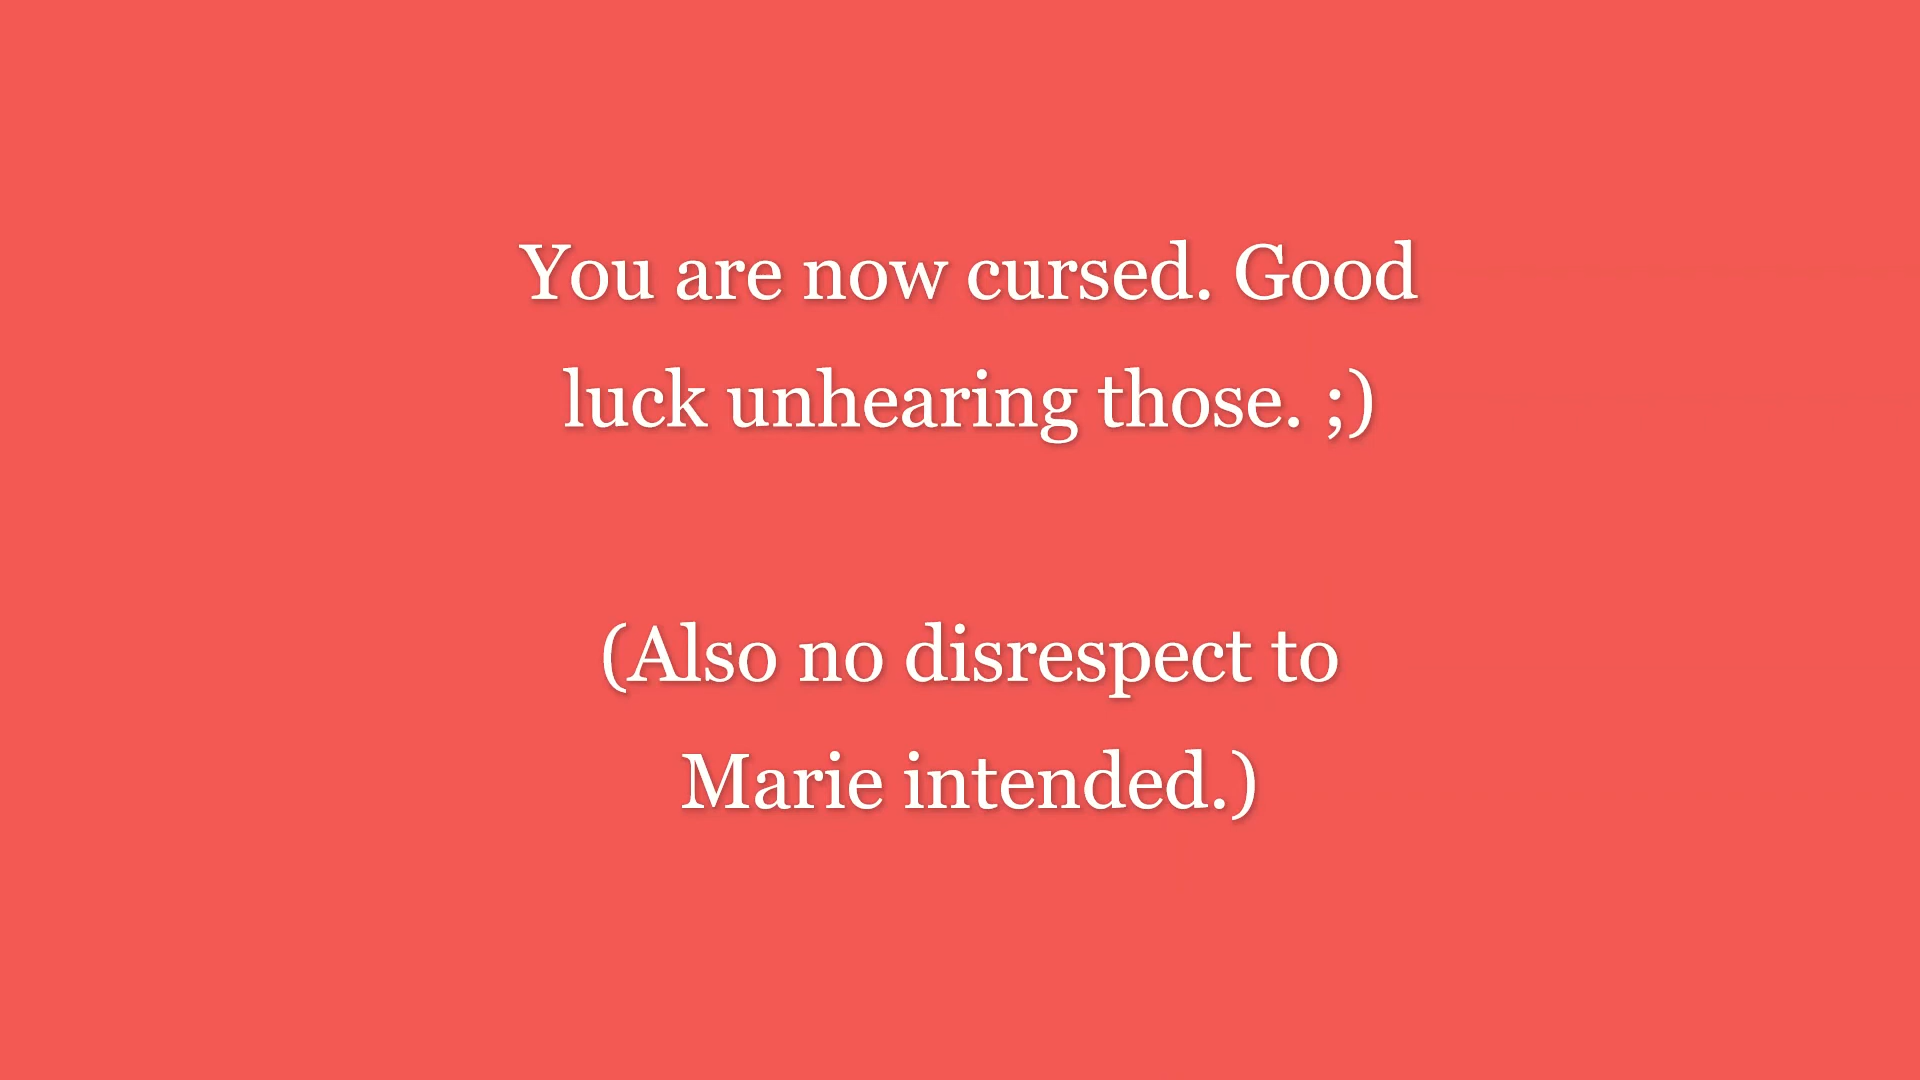 You are now cursed. Good
luck unhearing those. ;)
(Also no disrespect to
Marie intended.)